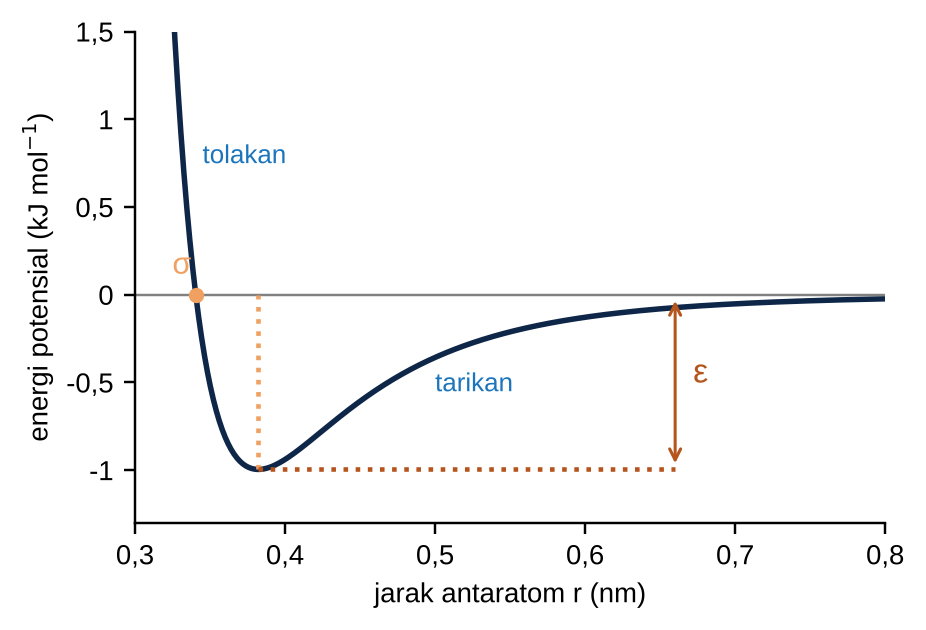 energi potensial (kJ mol⁻¹)
1,5
1
0,5
0
-0,5
-1
tolakan
σ
tarikan
ε
0,3
0,4
0,5
0,6
0,7
0,8
jarak antaratom r (nm)